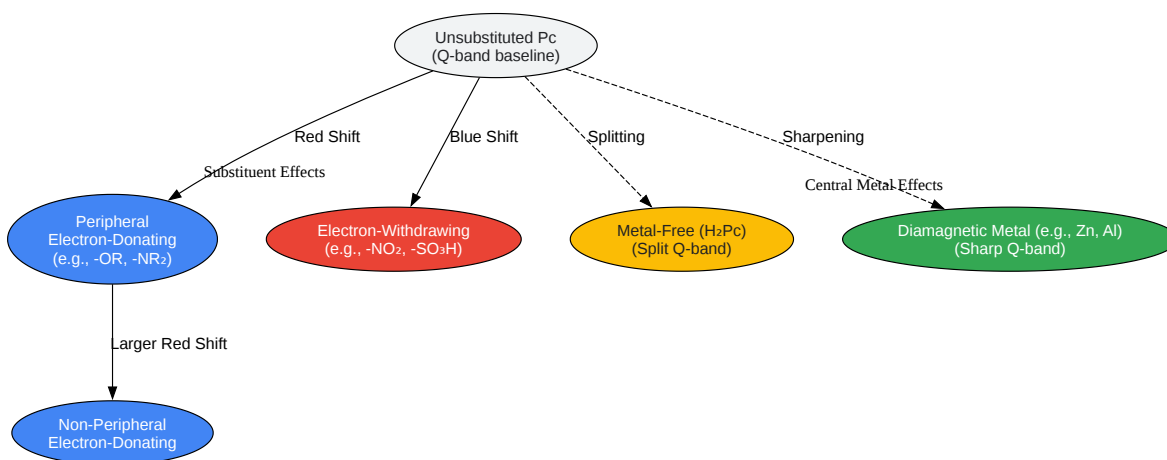 Unsubstituted Pc
(Q-band baseline)
Red Shift
Blue Shift
Splitting
Sharpening
Substituent Effects
Central Metal Effects
Peripheral
Electron-Donating
(e.g., -OR, -NR₂)
Electron-Withdrawing
(e.g., -NO₂, -SO₃H)
Metal-Free (H₂Pc)
(Split Q-band)
Diamagnetic Metal (e.g., Zn, Al)
(Sharp Q-band)
Larger Red Shift
Non-Peripheral
Electron-Donating